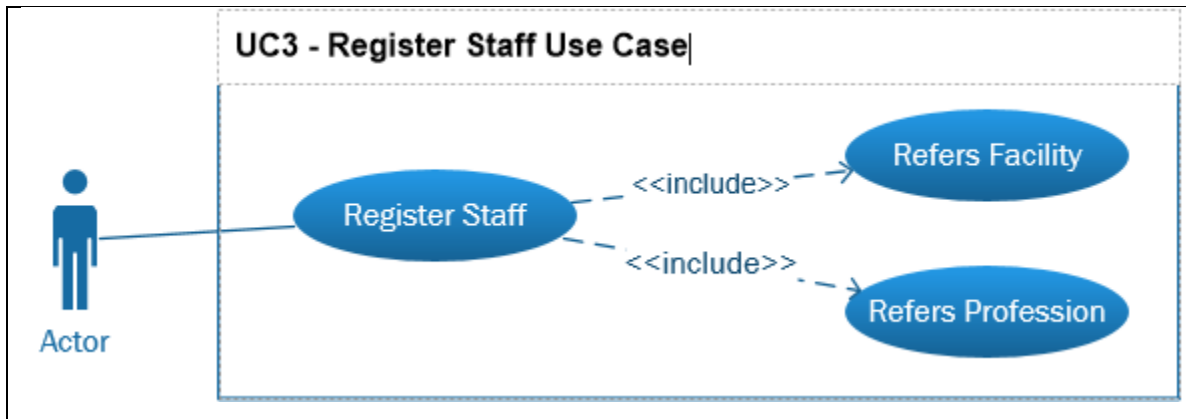 UC3 - Register Staff Use Case
Refers Facility
<<include>>
Register Staff
<<include>>
Refers Profession
Actor